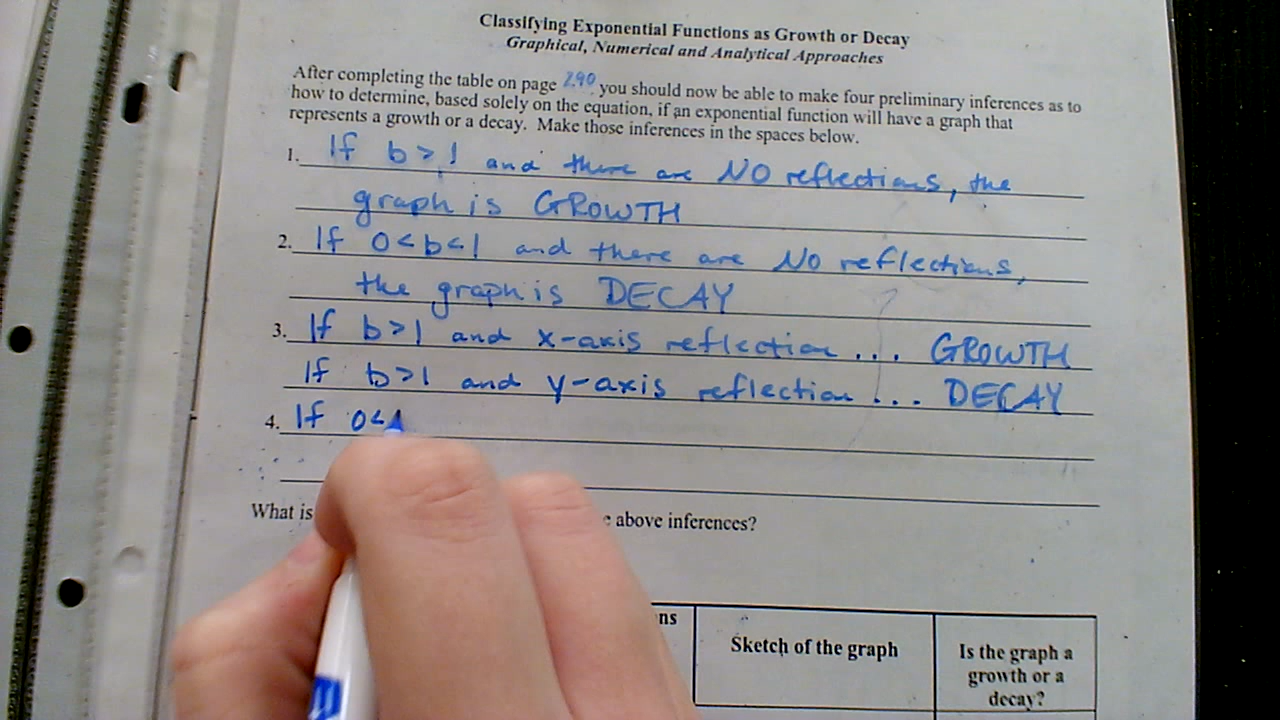 Classifying Exponential Functions as Growth or Decay
Graphical, Numerical and Analytical Approaches
After completing the table on page 290 you should now be able to make four preliminary inferences as to
how to determine, based solely on the equation, if an exponential function will have a graph that
represents a growth or a decay. Make those inferences in the spaces below.
1. If b > 1 and there are NO reflections, the
graph is GROWTH
2. If 0 < b < 1 and there are NO reflections,
the graph is DECAY
3. If b > 1 and x-axis reflection ... GROWTH
If b > 1 and y-axis reflection ... DECAY
4. If 0 <
What is above inferences?
Sketch of the graph
Is the graph a
growth or a
decay?